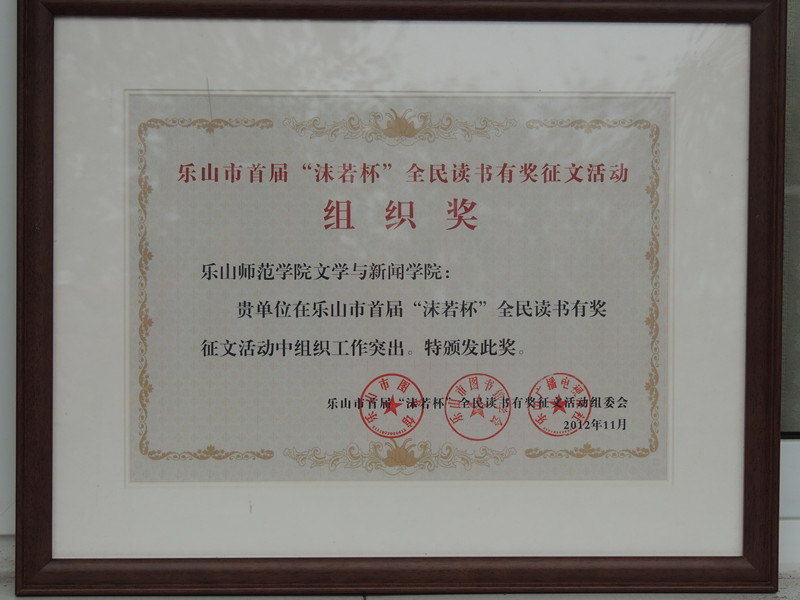 乐山市首届“沫若杯”全民读书有奖征文活动
组织奖
乐山师范学院文学与新闻学院：
贵单位在乐山市首届“沫若杯”全民读书有奖
征文活动中组织工作突出。特颁发此奖。
乐山市首届“沫若杯”全民读书有奖征文活动组委会
2012年11月